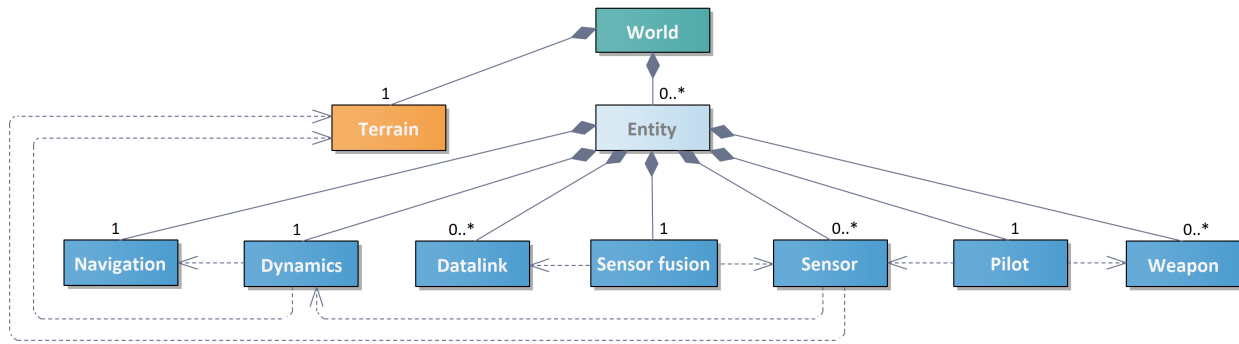 World
1
0..*
Terrain
Entity
1
1
0..*
1
0..*
1
0..*
Navigation
Dynamics
Datalink
Sensor fusion
Sensor
Pilot
Weapon